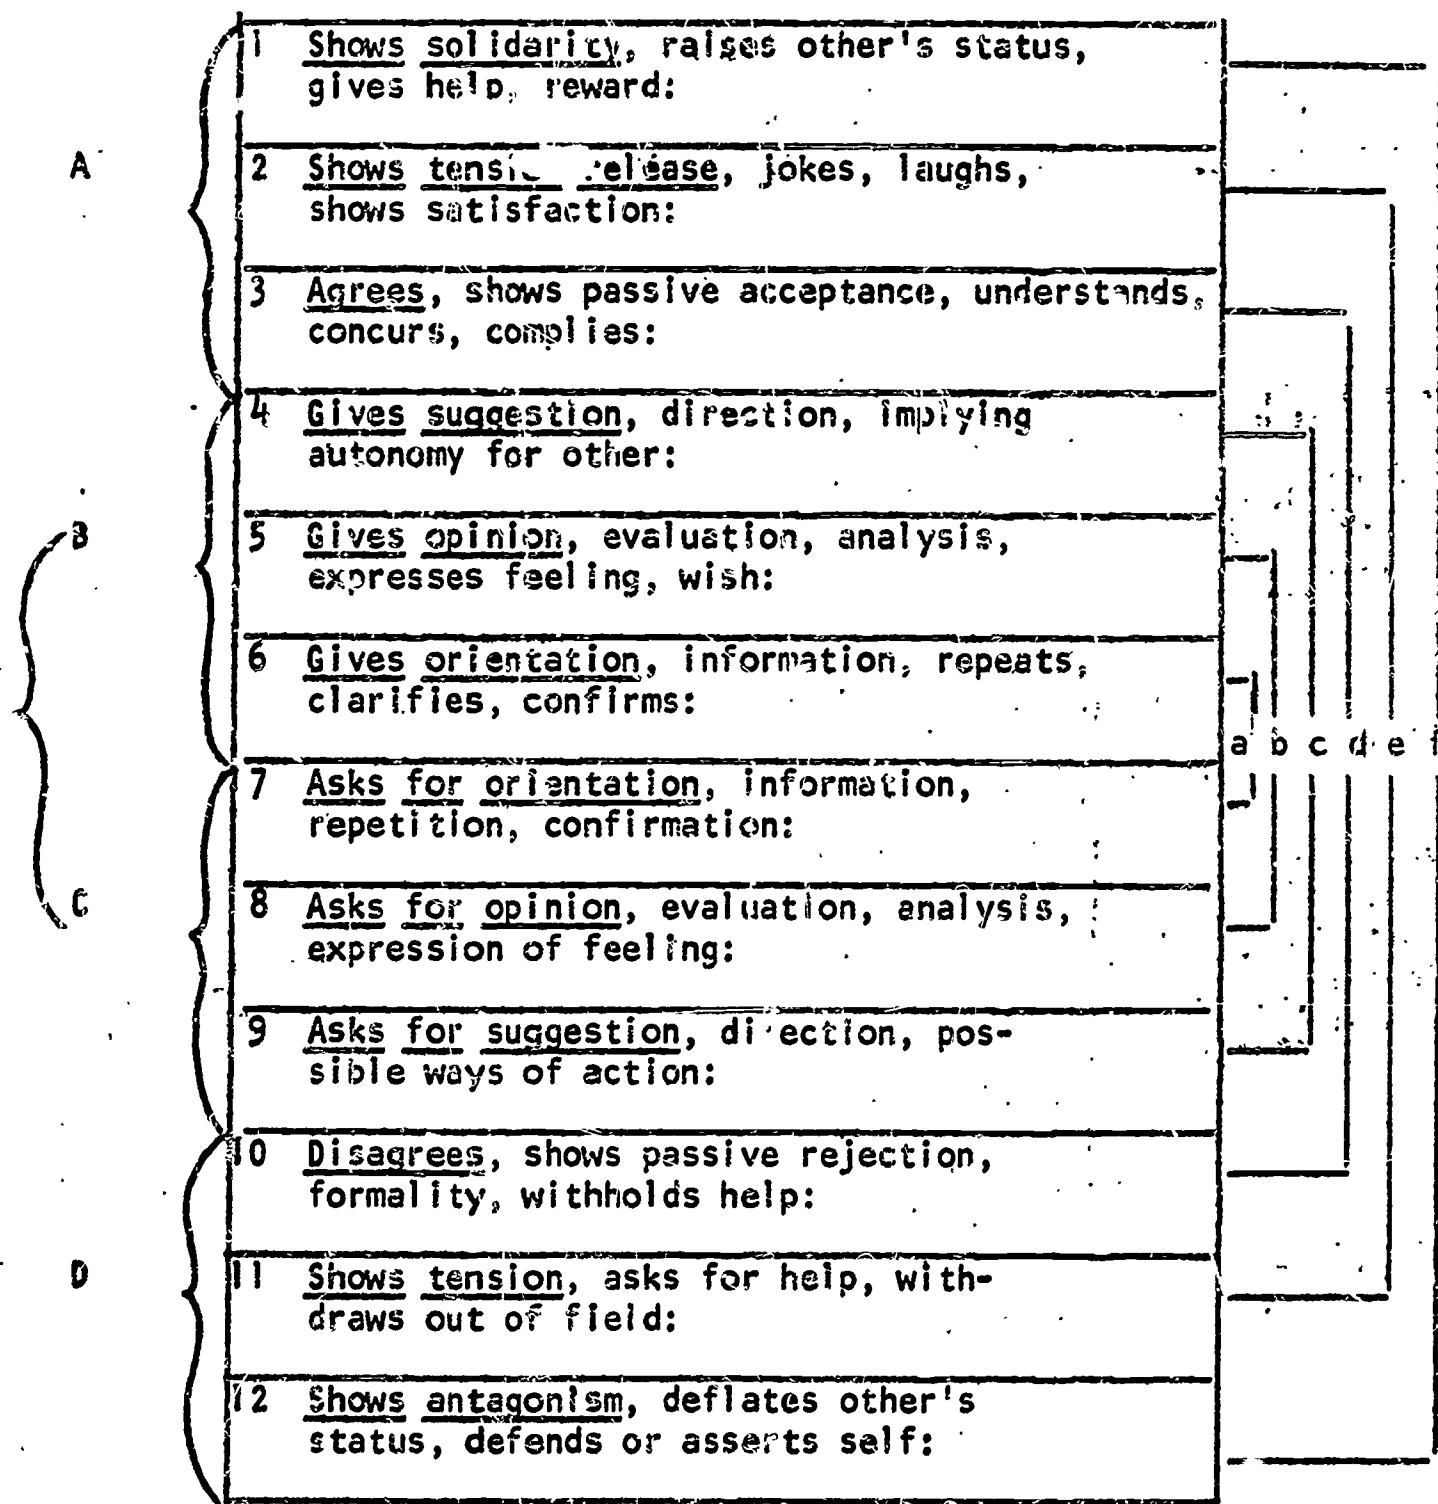 1 Shows solidarity, raises other's status,
gives help, reward:
A
2 Shows release, jokes, laughs,
shows satisfaction:
3 Agrees, shows passive acceptance, understands,
concurs, complies:
4 Gives suggestion, direction, implying
autonomy for other:
B
5 Gives opinion, evaluation, analysis,
expresses feeling, wish:
6 Gives orientation, information, repeats,
clarifies, confirms:
a b c d e f
7 Asks for orientation, information,
repetition, confirmation:
C
8 Asks for opinion, evaluation, analysis,
expression of feeling:
9 Asks for suggestion, direction, pos-
sible ways of action:
10 Disagrees, shows passive rejection,
formality, withholds help:
D
11 Shows tension, asks for help, with-
draws out of field:
12 Shows antagonism, deflates other's
status, defends or asserts self: